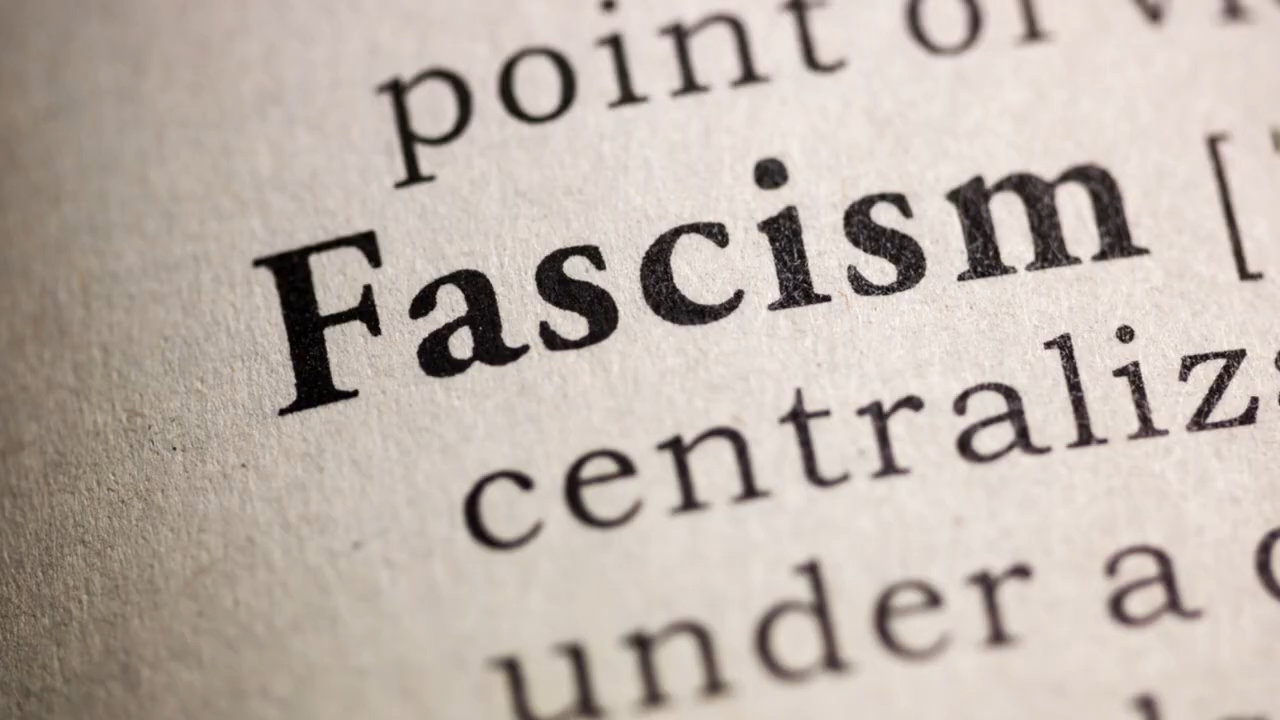 point of
Fascism [
centraliz
under a